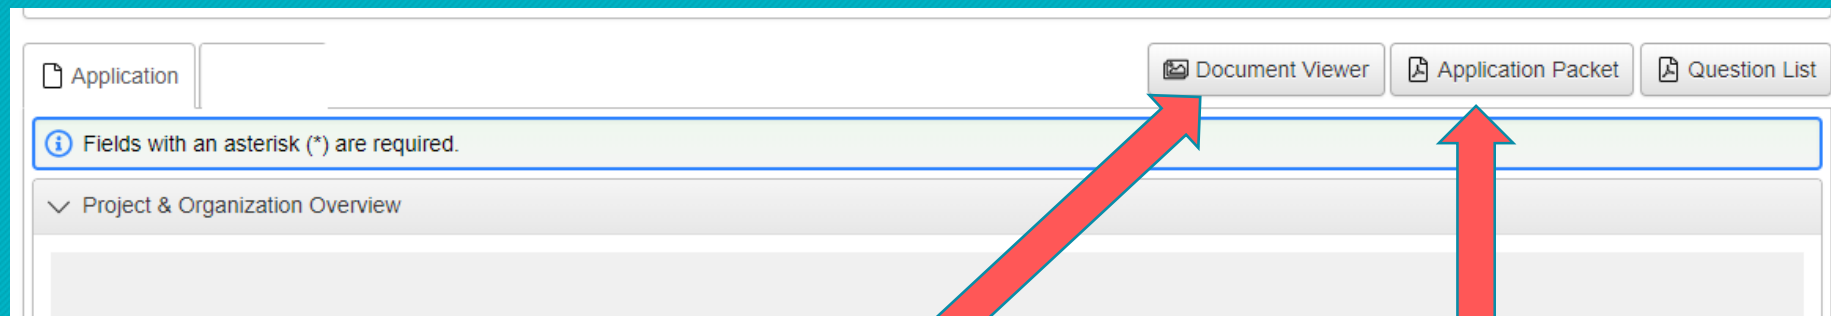 Application
Document Viewer
Application Packet
Question List
Fields with an asterisk (*) are required.
Project & Organization Overview